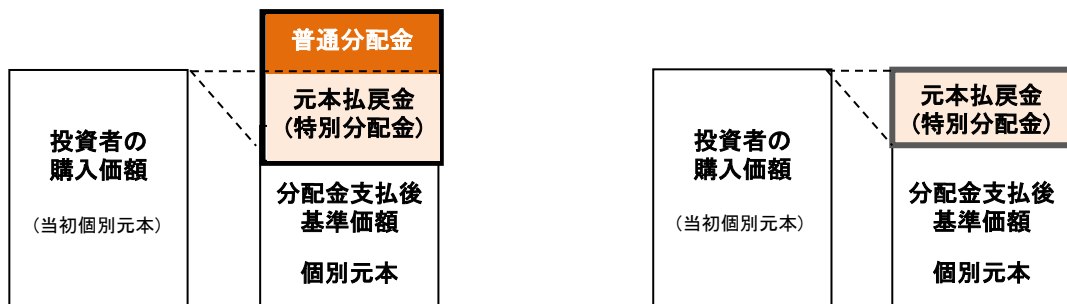 普通分配金
元本払戻金
（特別分配金）
投資者の
購入価額
（当初個別元本）
分配金支払後
基準価額
個別元本
元本払戻金
（特別分配金）
投資者の
購入価額
（当初個別元本）
分配金支払後
基準価額
個別元本